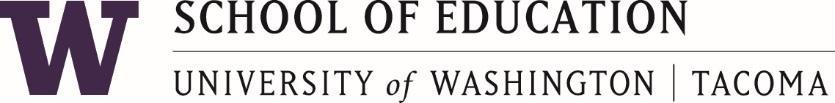 W
SCHOOL OF EDUCATION
UNIVERSITY of WASHINGTON | TACOMA